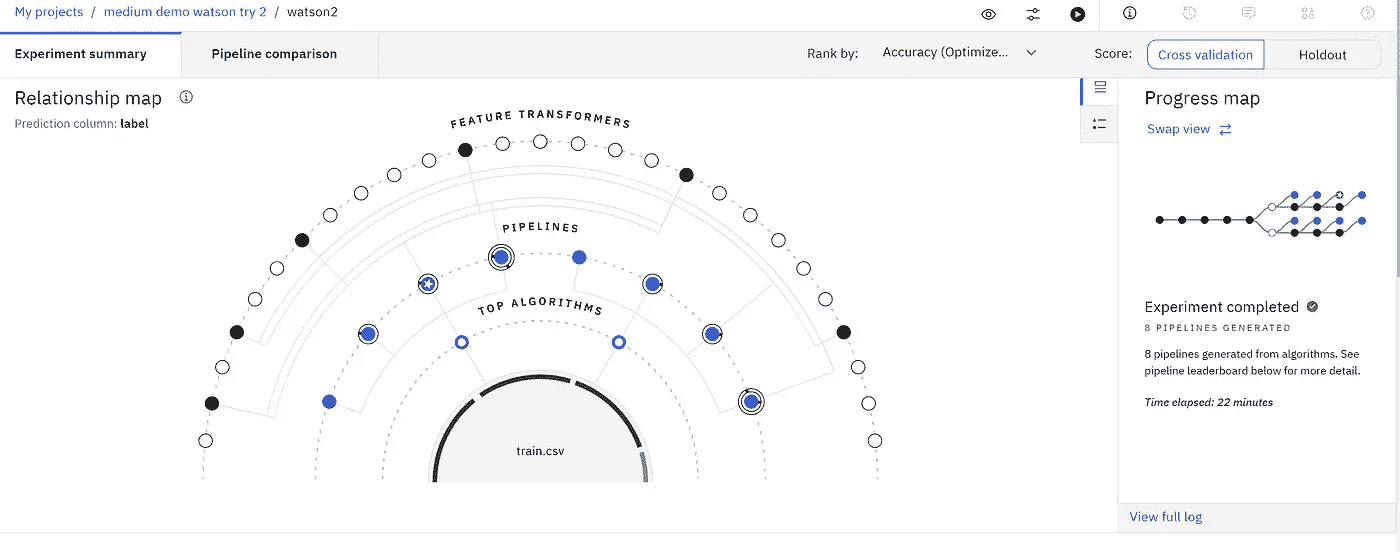 My projects / medium demo watson try 2 / watson2
Experiment summary
Pipeline comparison
Rank by: Accuracy (Optimize...
Score: Cross validation Holdout
Relationship map
Prediction column: label
FEATURE TRANSFORMERS
PIPELINES
TOP ALGORITHMS
train.csv
Progress map
Swap view
Experiment completed
8 PIPELINES GENERATED
8 pipelines generated from algorithms. See
pipeline leaderboard below for more detail.
Time elapsed: 22 minutes
View full log